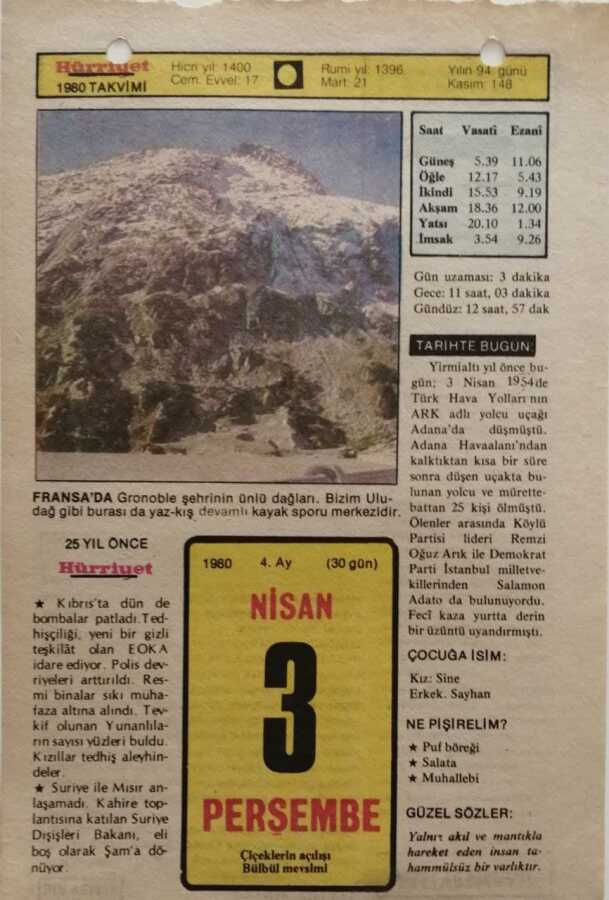 Hürriyet
1980 TAKVİMİ
Hicri yıl: 1400
Cem. Evvel: 17
Rumi yıl: 1396
Mart: 21
Yılın 94. günü
Kasım: 148
Saat Vasatî Ezanî
Güneş 5.39 11.06
Öğle 12.17 5.43
İkindi 15.53 9.19
Akşam 18.36 12.00
Yatsı 20.10 1.34
İmsak 3.54 9.26
Gün uzaması: 3 dakika
Gece: 11 saat, 03 dakika
Gündüz: 12 saat, 57 dak
TARİHTE BUGÜN
Yirmialtı yıl önce bu-
gün; 3 Nisan 1954de
Türk Hava Yolları nın
ARK adlı yolcu uçağı
Adana'da düşmüştü.
Adana Havaalanı'ndan
kalktıktan kısa bir süre
sonra düşen uçakta bu-
lunan yolcu ve mürette-
battan 25 kişi ölmüştü.
Ölenler arasında Köylü
Partisi lideri Remzi
Oğuz Arık ile Demokrat
Parti İstanbul milletve-
killerinden Salamon
Adato da bulunuyordu.
Feci kaza yurtta derin
bir üzüntü uyandırmıştı.
ÇOCUĞA İSİM:
Kız: Sine
Erkek. Sayhan
NE PİŞİRELİM?
★ Puf böreği
★ Salata
★ Muhallebi
GÜZEL SÖZLER:
Yalnız akıl ve mantıkla
hareket eden insan ta-
hammülsüz bir varlıktır.
FRANSA'DA Gronoble şehrinin ünlü dağları. Bizim Ulu-
dağ gibi burası da yaz-kış devamlı kayak sporu merkezidir.
25 YIL ÖNCE
Hürriyet
★ Kıbrıs'ta dün de
bombalar patladı.Ted-
hişçiliği, yeni bir gizli
teşkilât olan EOKA
idare ediyor. Polis dev-
riyeleri arttırıldı. Res-
mi binalar sıkı muha-
faza altına alındı. Tev-
kif olunan Yunanlıla-
rın sayısı yüzleri buldu.
Kızıllar tedhiş aleyhin-
deler.
★ Suriye ile Mısır an-
laşamadı. Kahire top-
lantısına katılan Suriye
Dışişleri Bakanı, eli
boş olarak Şam'a dö-
nüyor.
1980 4. Ay (30 gün)
NİSAN
3
PERŞEMBE
Çiçeklerin açılışı
Bülbül mevsimi